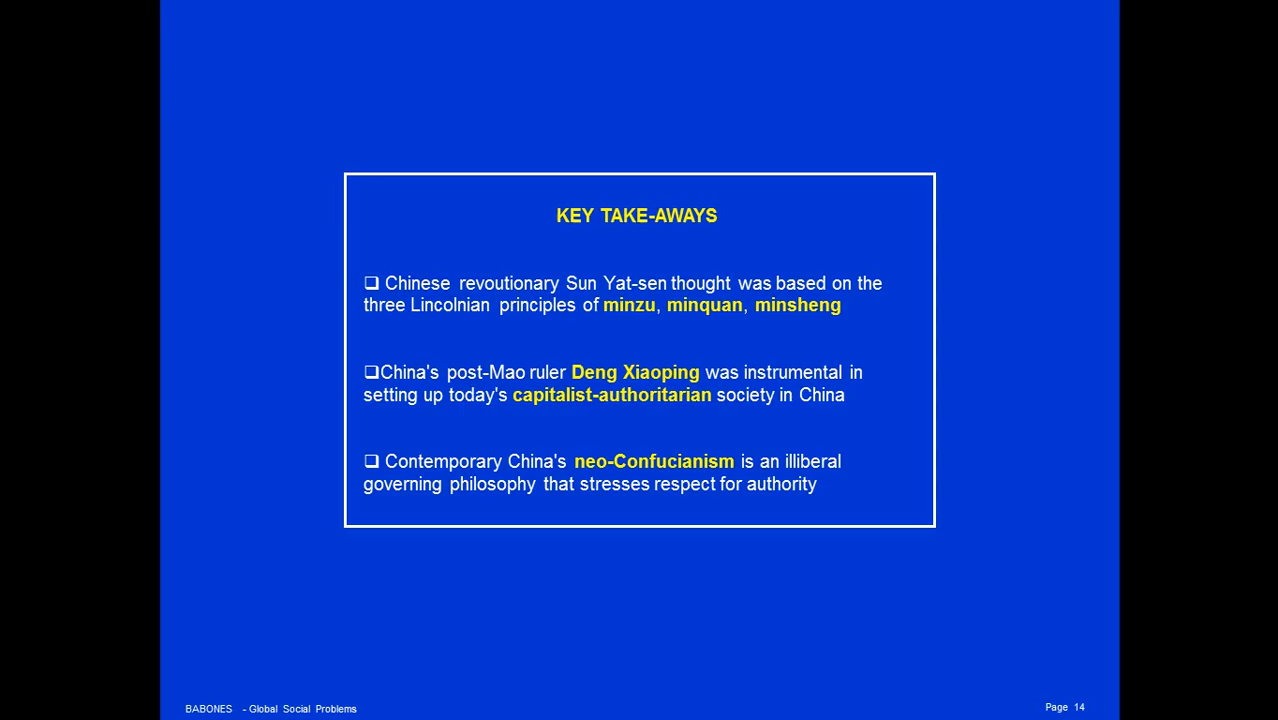 KEY TAKE-AWAYS
❑ Chinese revoutionary Sun Yat-sen thought was based on the
three Lincolnian principles of minzu, minquan, minsheng
❑China's post-Mao ruler Deng Xiaoping was instrumental in
setting up today's capitalist-authoritarian society in China
❑ Contemporary China's neo-Confucianism is an illiberal
governing philosophy that stresses respect for authority
BABONES - Global Social Problems
Page 14